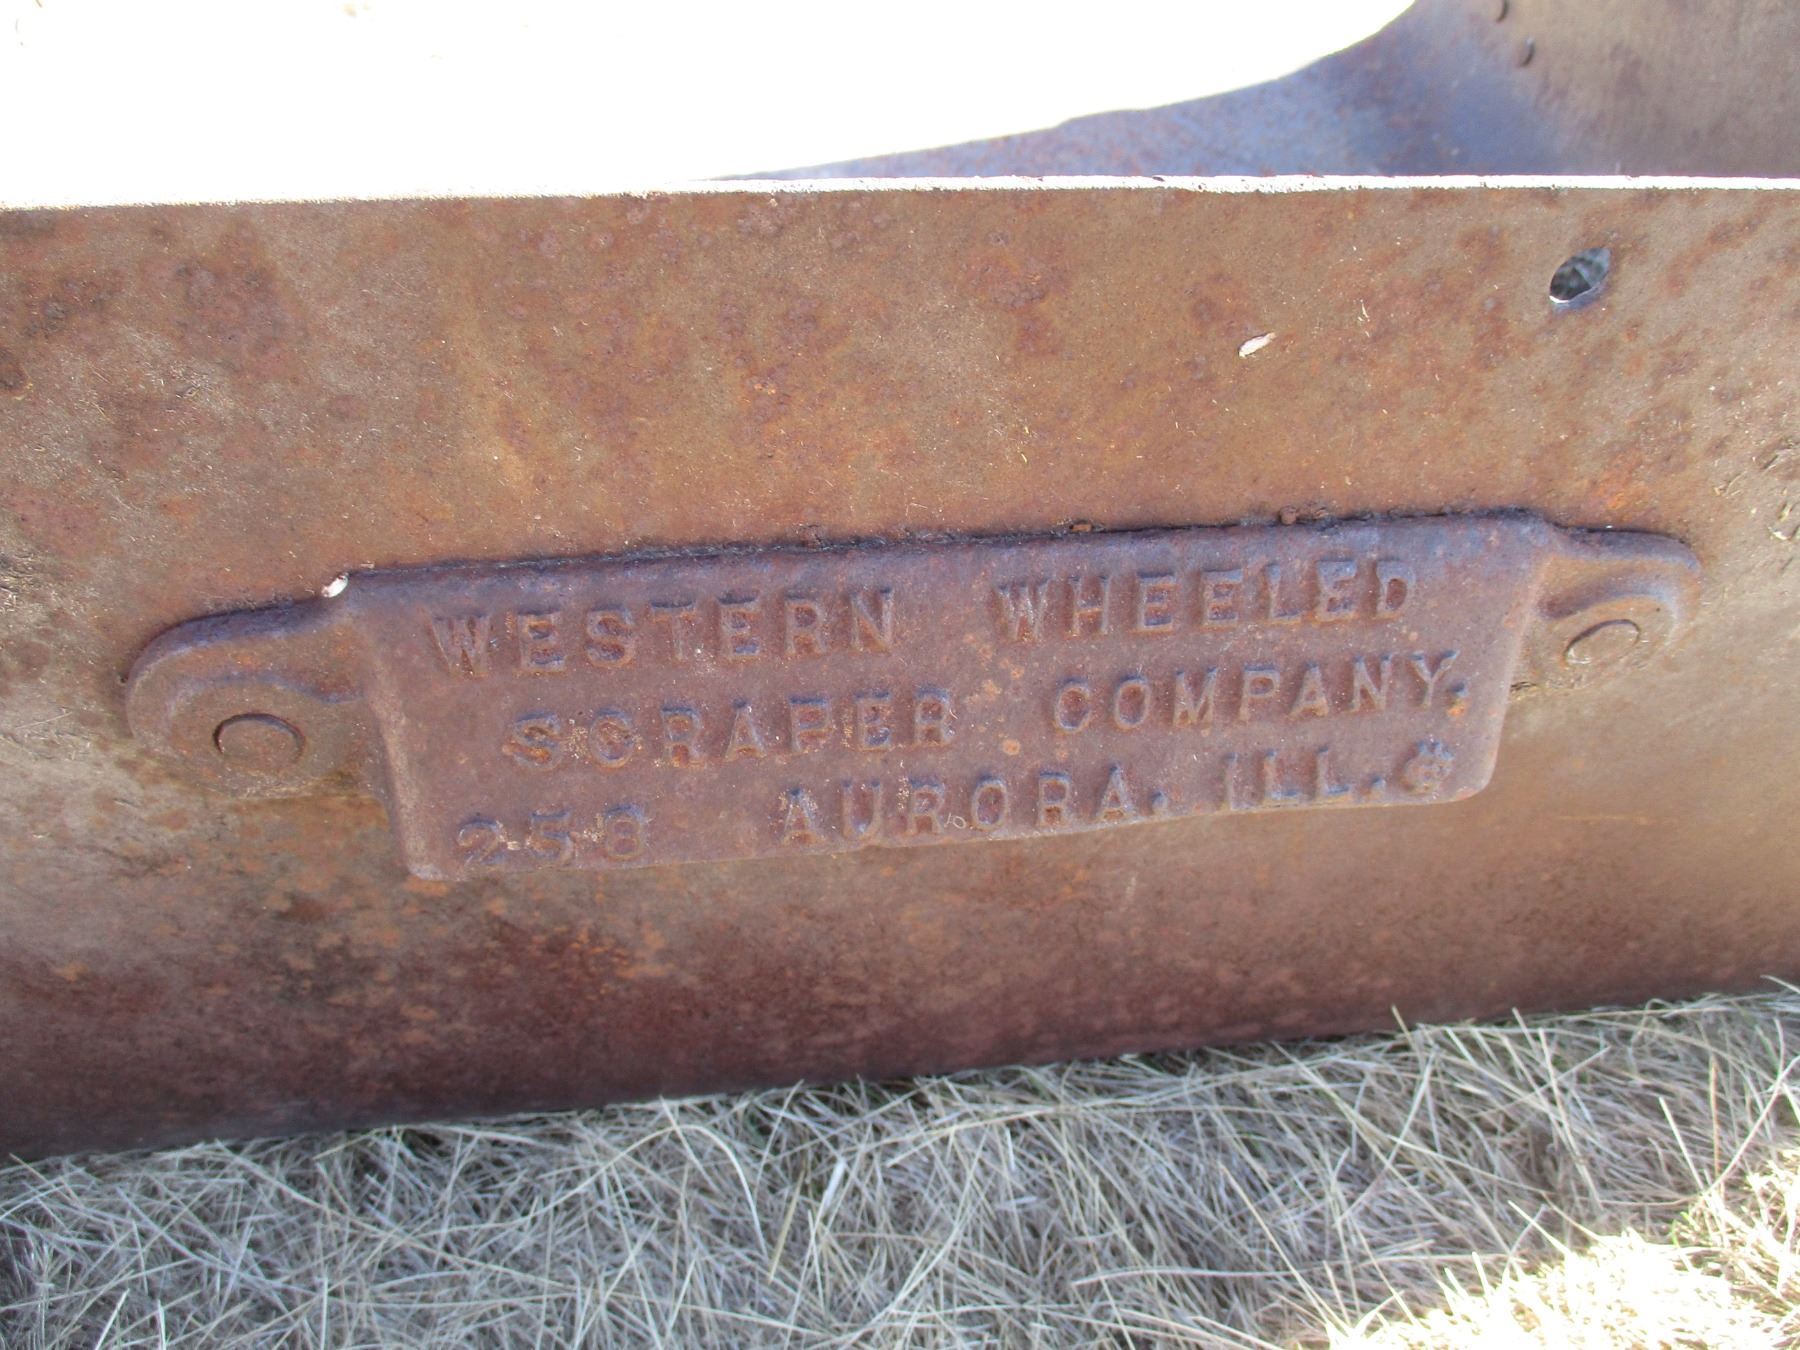 WESTERN WHEELED
SCRAPER COMPANY.
258 AURORA. ILL.